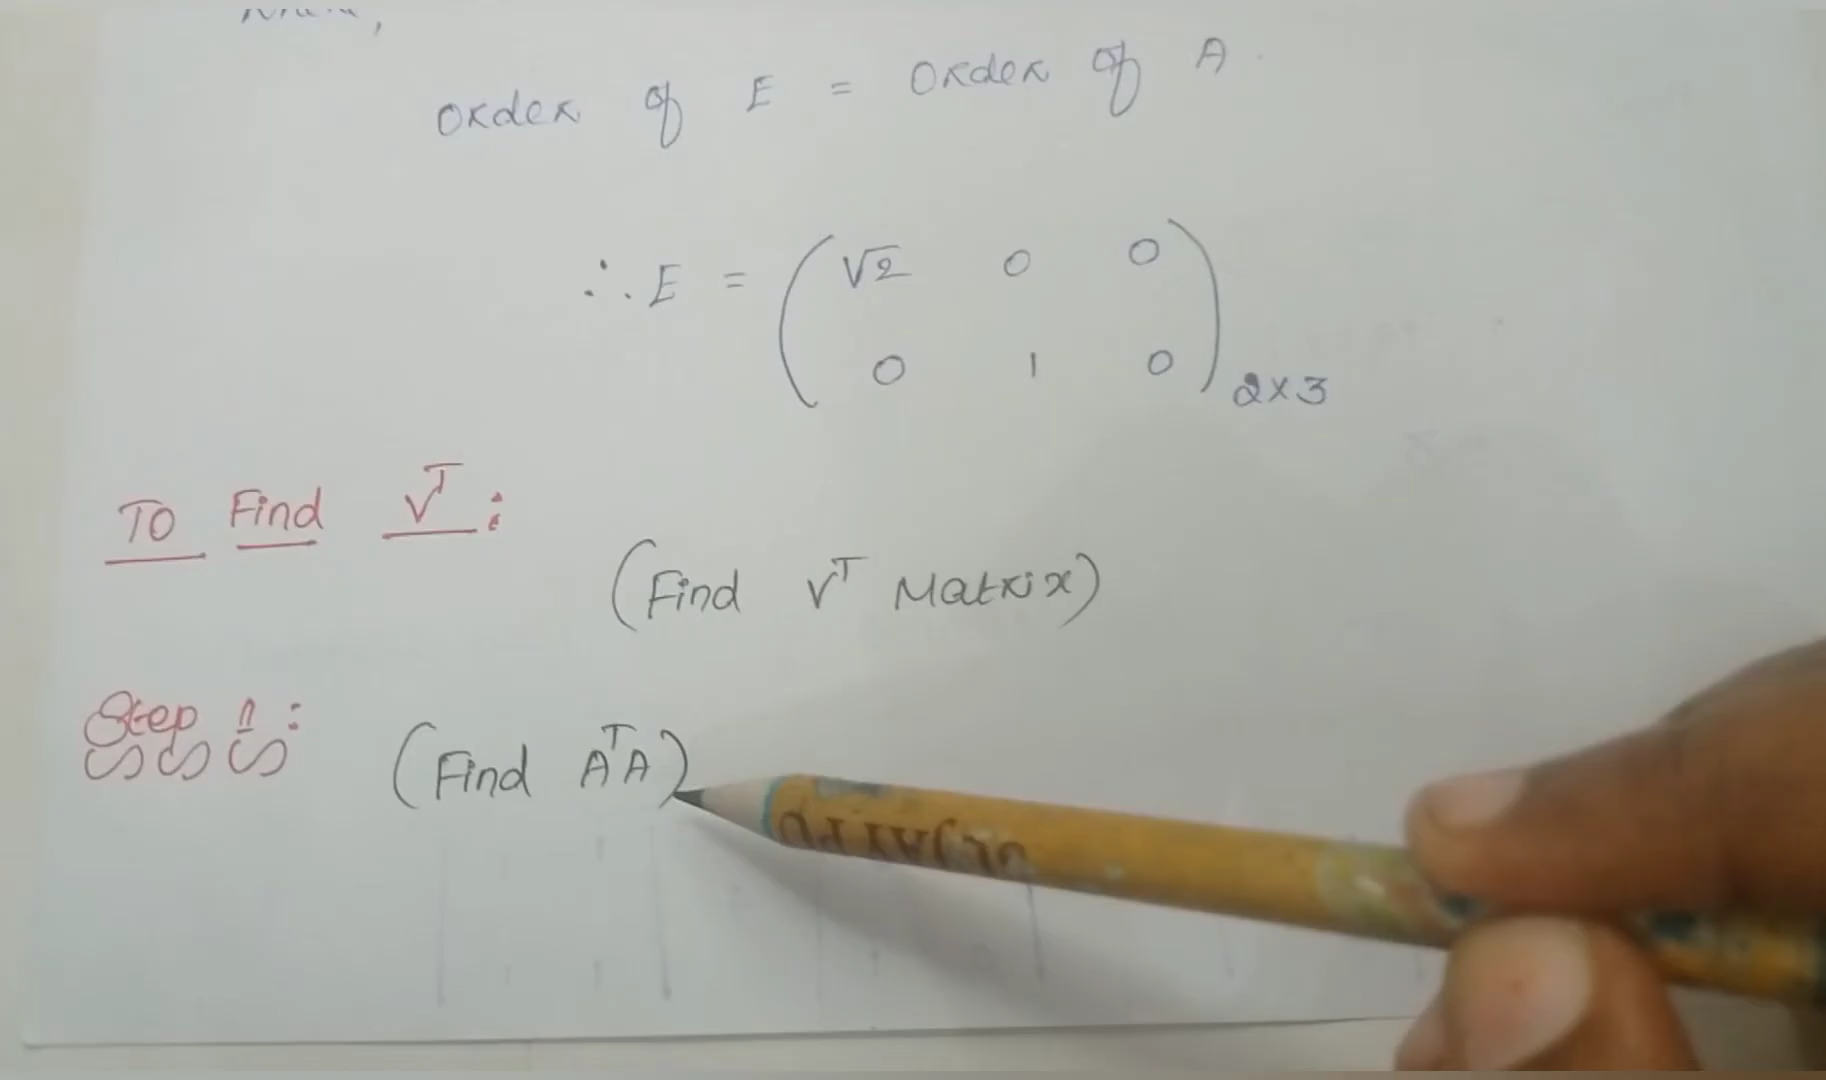 Order of E = Order of A.
∴ E = ( √2 0 0
0 1 0 ) 2×3
To Find V^T :
(Find V^T Matrix)
Step 1 :
(Find A^T A)